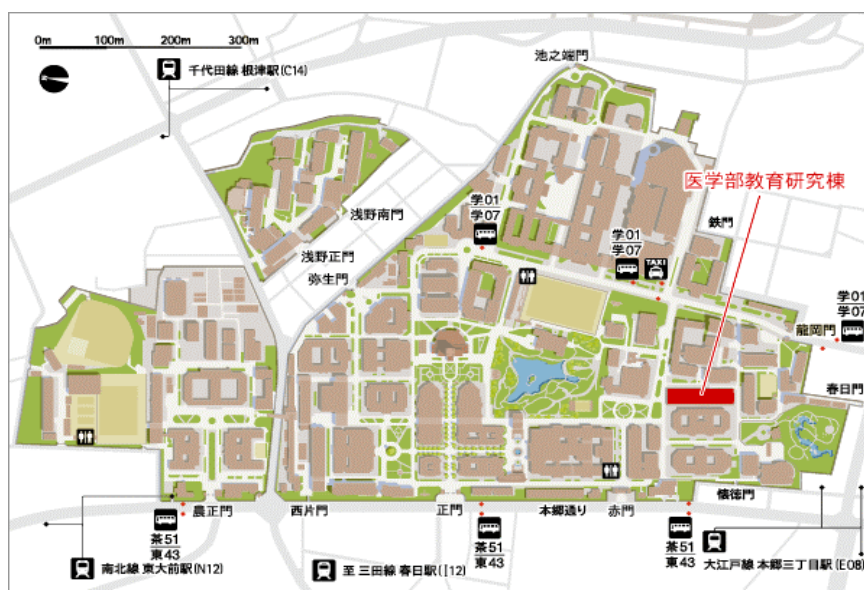 0m 100m 200m 300m
千代田線 根津駅(C14)
池之端門
医学部教育研究棟
学01
学07
浅野南門
学01
学07
TAXI
鉄門
浅野正門
弥生門
学01
学07
龍岡門
春日門
農正門
西片門
正門
本郷通り
赤門
懐徳門
茶51
東43
茶51
東43
茶51
東43
南北線 東大前駅(N12)
至 三田線 春日駅(I12)
大江戸線 本郷三丁目駅(E08)